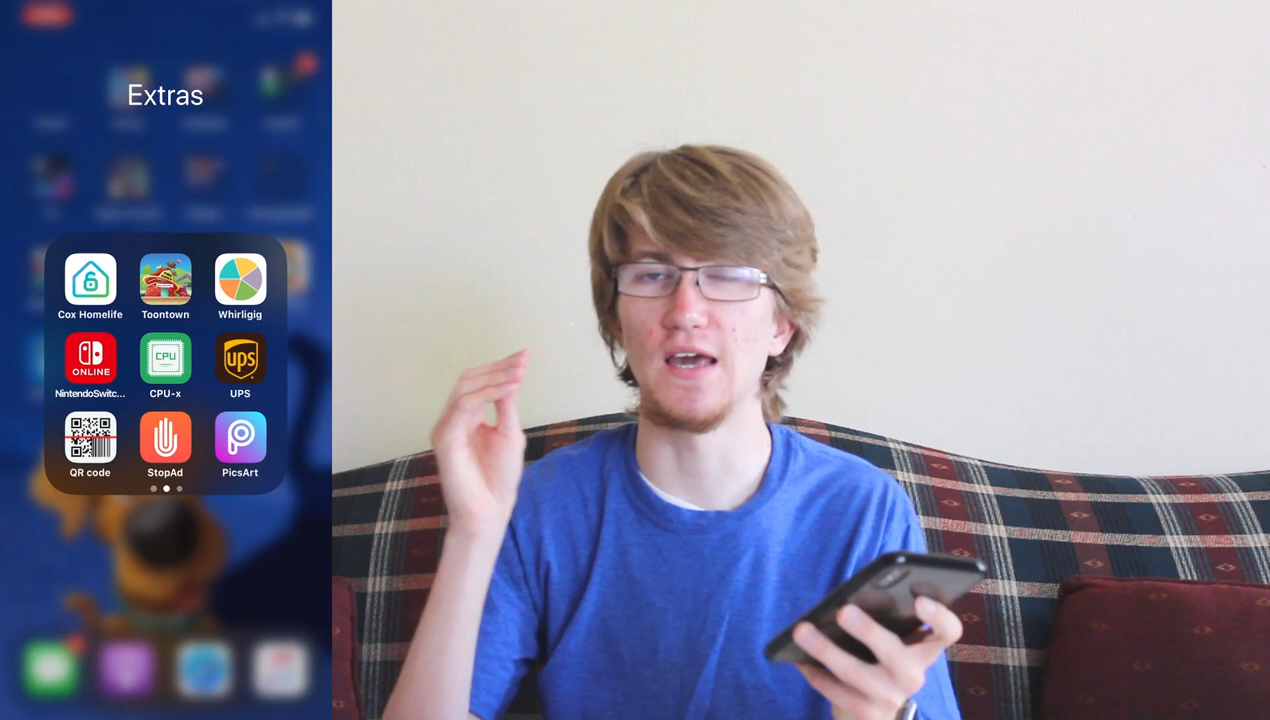 Extras
Cox Homelife
Toontown
Whirligig
ONLINE
CPU
ups
NintendoSwitc...
CPU-x
UPS
QR code
StopAd
PicsArt